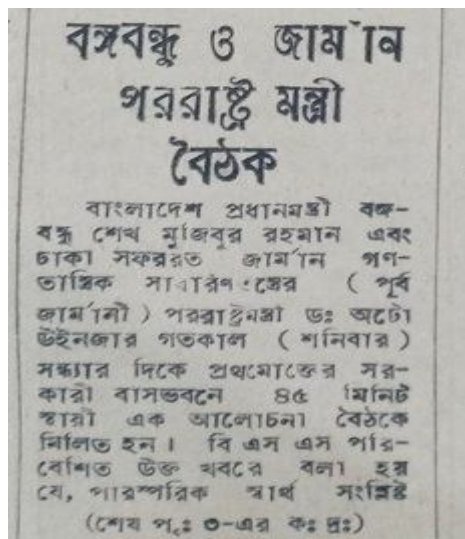 বঙ্গবন্ধু ও জার্মান
পররাষ্ট্র মন্ত্রী
বৈঠক
বাংলাদেশ প্রধানমন্ত্রী বঙ্গ-
বন্ধু শেখ মুজিবুর রহমান এবং
ঢাকা সফররত জার্মান গণ-
তান্ত্রিক সাধারণতন্ত্রের ( পূর্ব
জার্মানী ) পররাষ্ট্রমন্ত্রী ডঃ অটো
উইনজার গতকাল ( শনিবার )
সন্ধ্যার দিকে প্রথমোক্তের সর-
কারী বাসভবনে ৪৫ মিনিট
স্থায়ী এক আলোচনা বৈঠকে
মিলিত হন। বি এস এস পরি-
বেশিত উক্ত খবরে বলা হয়
যে, পারস্পরিক স্বার্থ সংশ্লিষ্ট
(শেষ পৃঃ ৩-এর কঃ দ্রঃ)